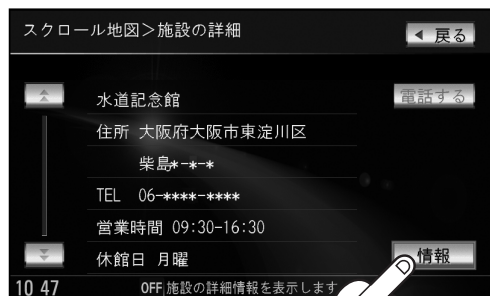 スクロール地図＞施設の詳細
◀ 戻る
水道記念館
電話する
住所 大阪府大阪市東淀川区
柴島*-*-*
TEL 06-****-****
営業時間 09:30-16:30
休館日 月曜
情報
10 47
OFF 施設の詳細情報を表示します